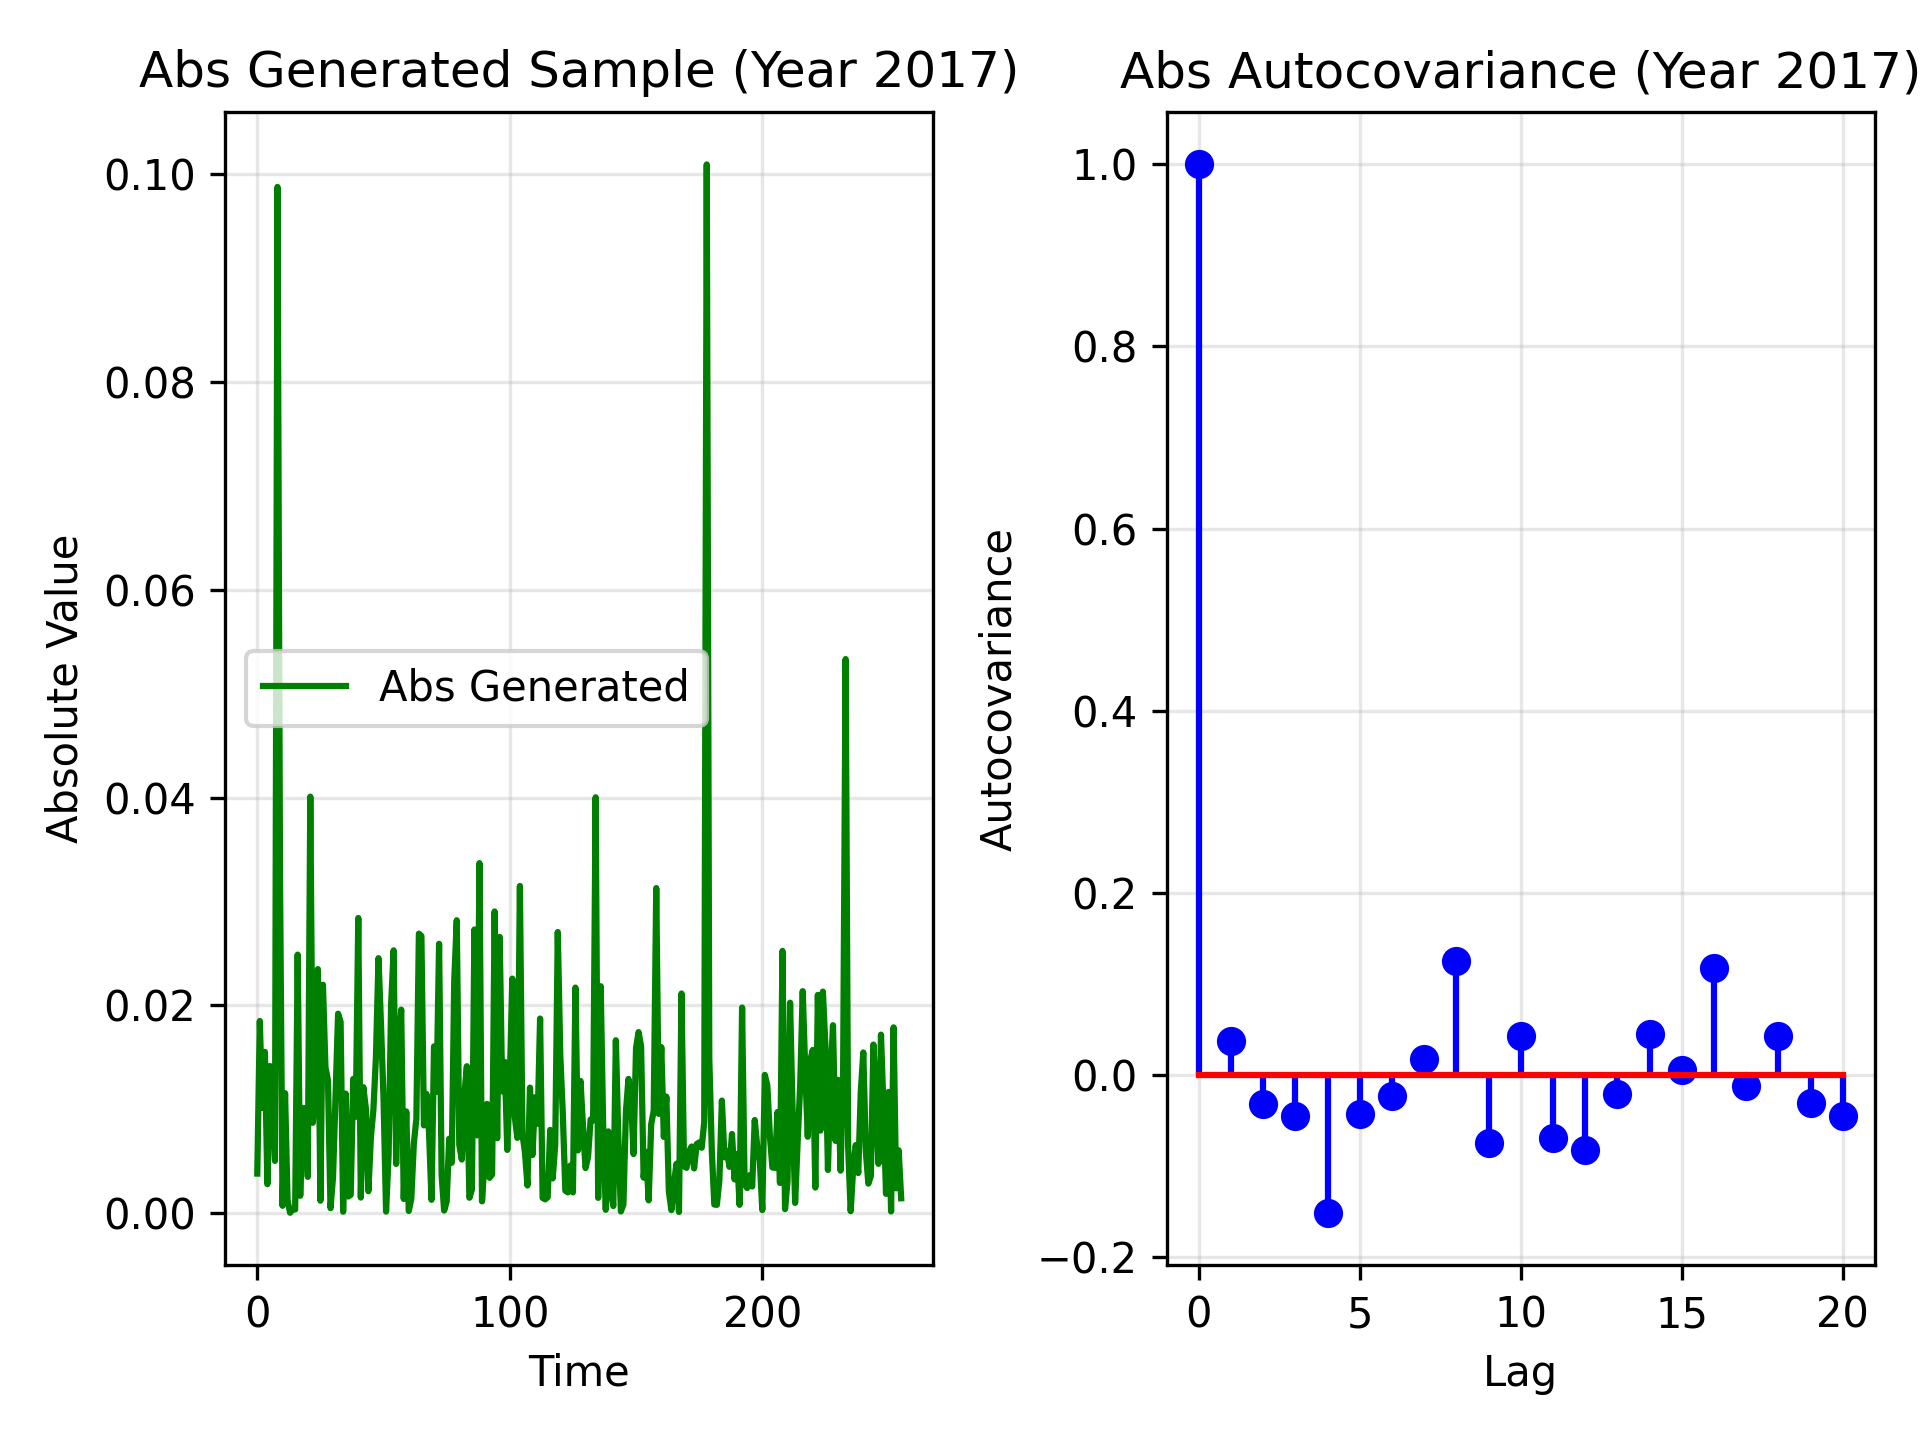 Abs Generated Sample (Year 2017)
Absolute Value
0.10
0.08
0.06
0.04
0.02
0.00
Abs Generated
0 100 200
Time
Abs Autocovariance (Year 2017)
Autocovariance
1.0
0.8
0.6
0.4
0.2
0.0
−0.2
0 5 10 15 20
Lag